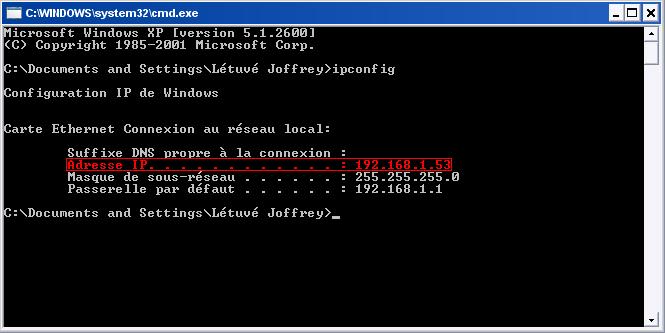 C:\WINDOWS\system32\cmd.exe
Microsoft Windows XP [version 5.1.2600]
(C) Copyright 1985-2001 Microsoft Corp.
C:\Documents and Settings\Létuvé Joffrey>ipconfig
Configuration IP de Windows
Carte Ethernet Connexion au réseau local:
Suffixe DNS propre à la connexion :
Adresse IP. . . . . . . . . . . . : 192.168.1.53
Masque de sous-réseau . . . . . . : 255.255.255.0
Passerelle par défaut . . . . . . : 192.168.1.1
C:\Documents and Settings\Létuvé Joffrey>_